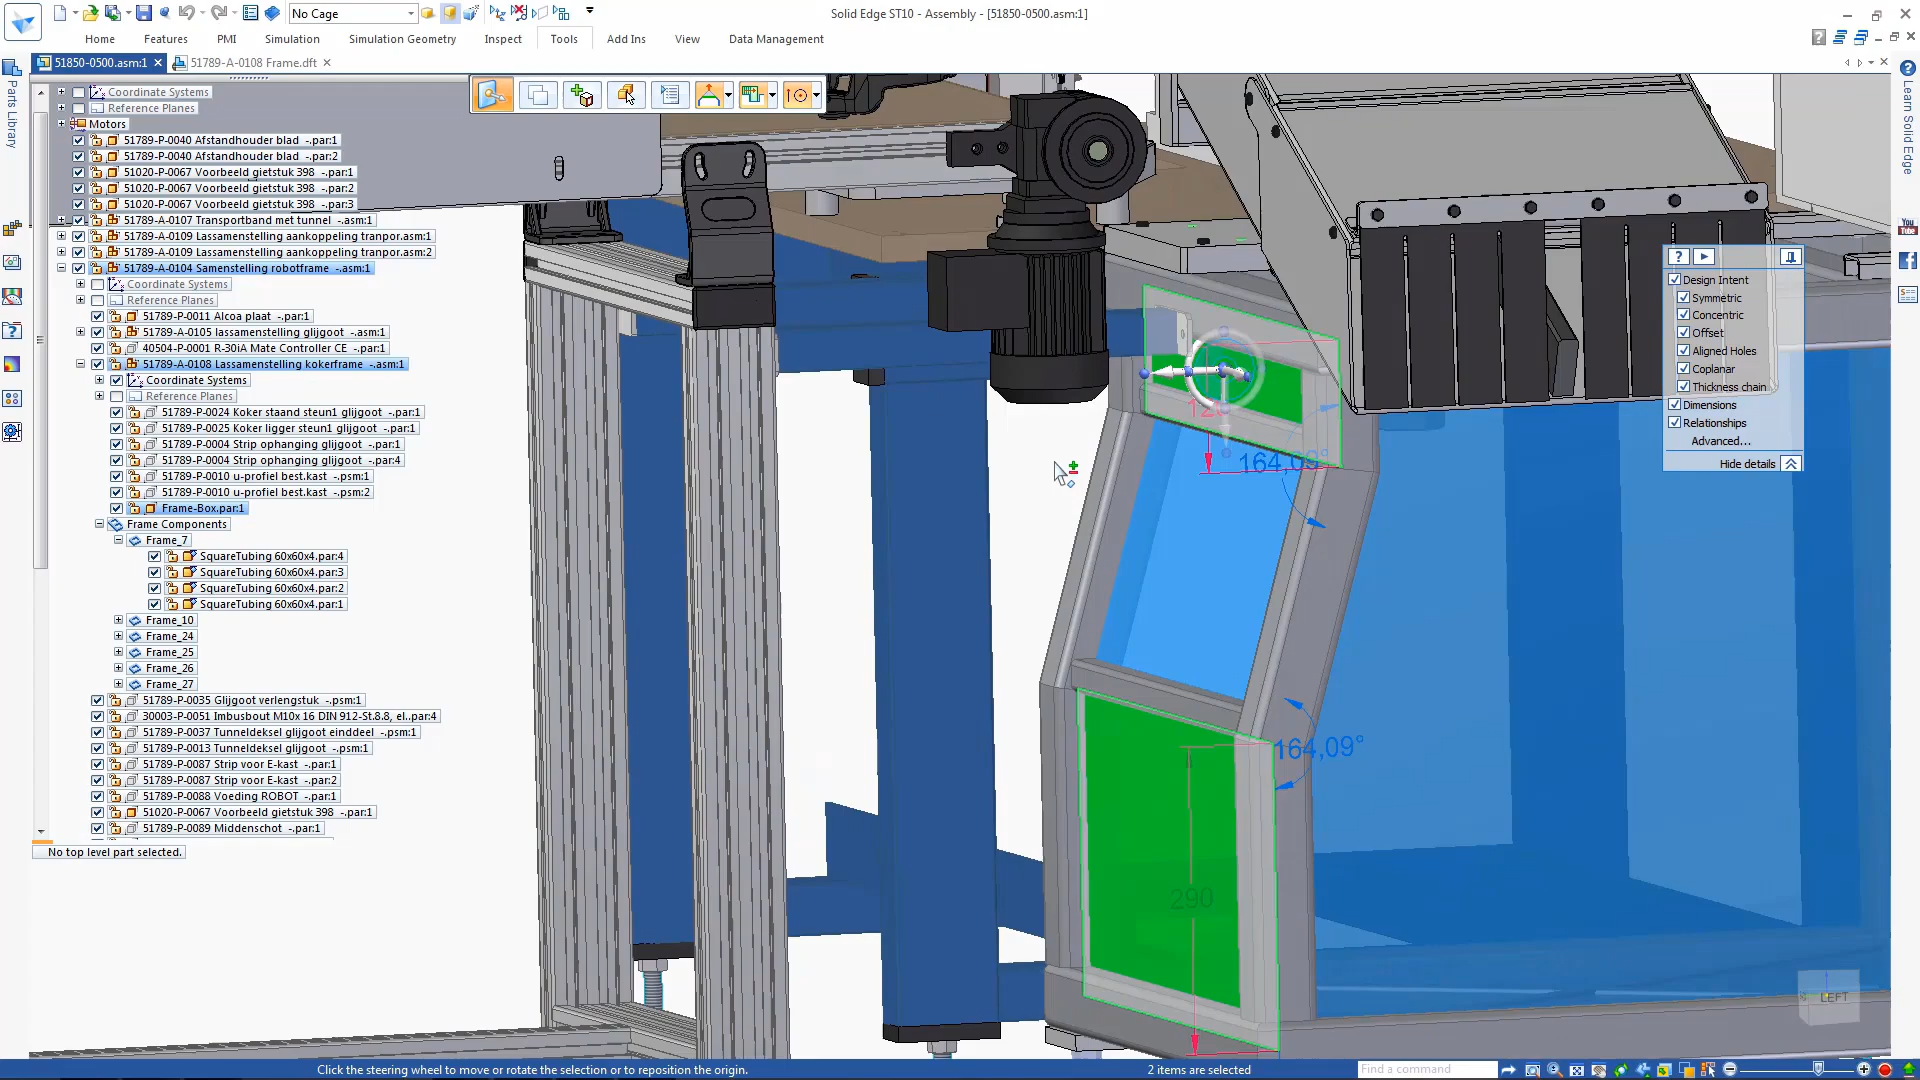 No Cage
Solid Edge ST10 - Assembly - [51850-0500.asm:1]
Home
Features
PMI
Simulation
Simulation Geometry
Inspect
Tools
Add Ins
View
Data Management
51850-0500.asm:1
51789-A-0108 Frame.dft
Parts Library
Learn Solid Edge
You
Tube
Coordinate Systems
Reference Planes
Motors
51789-P-0040 Afstandhouder blad -.par:1
51789-P-0040 Afstandhouder blad -.par:2
51020-P-0067 Voorbeeld gietstuk 398 -.par:1
51020-P-0067 Voorbeeld gietstuk 398 -.par:2
51020-P-0067 Voorbeeld gietstuk 398 -.par:3
51789-A-0107 Transportband met tunnel -.asm:1
51789-A-0109 Lassamenstelling aankoppeling tranpor.asm:1
51789-A-0109 Lassamenstelling aankoppeling tranpor.asm:2
51789-A-0104 Samenstelling robotframe -.asm:1
Coordinate Systems
Reference Planes
51789-P-0011 Alcoa plaat -.par:1
51789-A-0105 lassamenstelling glijgoot -.asm:1
40504-P-0001 R-30iA Mate Controller CE -.par:1
51789-A-0108 Lassamenstelling kokerframe -.asm:1
Coordinate Systems
Reference Planes
51789-P-0024 Koker staand steun1 glijgoot -.par:1
51789-P-0025 Koker ligger steun1 glijgoot -.par:1
51789-P-0004 Strip ophanging glijgoot -.par:1
51789-P-0004 Strip ophanging glijgoot -.par:4
51789-P-0010 u-profiel best.kast -.psm:1
51789-P-0010 u-profiel best.kast -.psm:2
Frame-Box.par:1
Frame Components
Frame_7
SquareTubing 60x60x4.par:4
SquareTubing 60x60x4.par:3
SquareTubing 60x60x4.par:2
SquareTubing 60x60x4.par:1
Frame_10
Frame_24
Frame_25
Frame_26
Frame_27
51789-P-0035 Glijgoot verlengstuk -.psm:1
30003-P-0051 Imbusbout M10x 16 DIN 912-St.8.8, el..par:4
51789-P-0037 Tunneldeksel glijgoot einddeel -.psm:1
51789-P-0013 Tunneldeksel glijgoot -.psm:1
51789-P-0087 Strip voor E-kast -.par:1
51789-P-0087 Strip voor E-kast -.par:2
51789-P-0088 Voeding ROBOT -.par:1
51020-P-0067 Voorbeeld gietstuk 398 -.par:1
51789-P-0089 Middenschot -.par:1
No top level part selected.
Design Intent
Symmetric
Concentric
Offset
Aligned Holes
Coplanar
Thickness chain
Dimensions
Relationships
Advanced...
Hide details
164,09°
164,09°
290
LEFT
Click the steering wheel to move or rotate the selection or to reposition the origin.
2 items are selected
Find a command